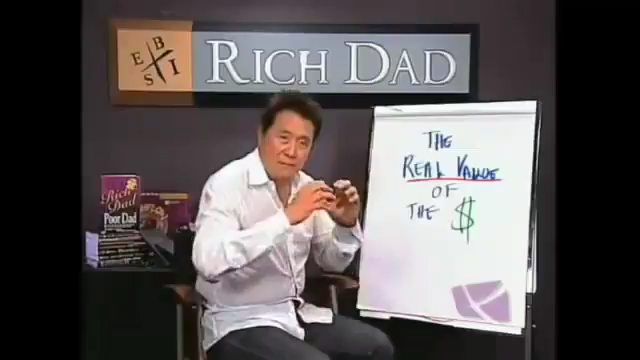 E B S I
RICH DAD
THE
REAL VALUE
OF
THE $
Rich
Dad
Poor Dad